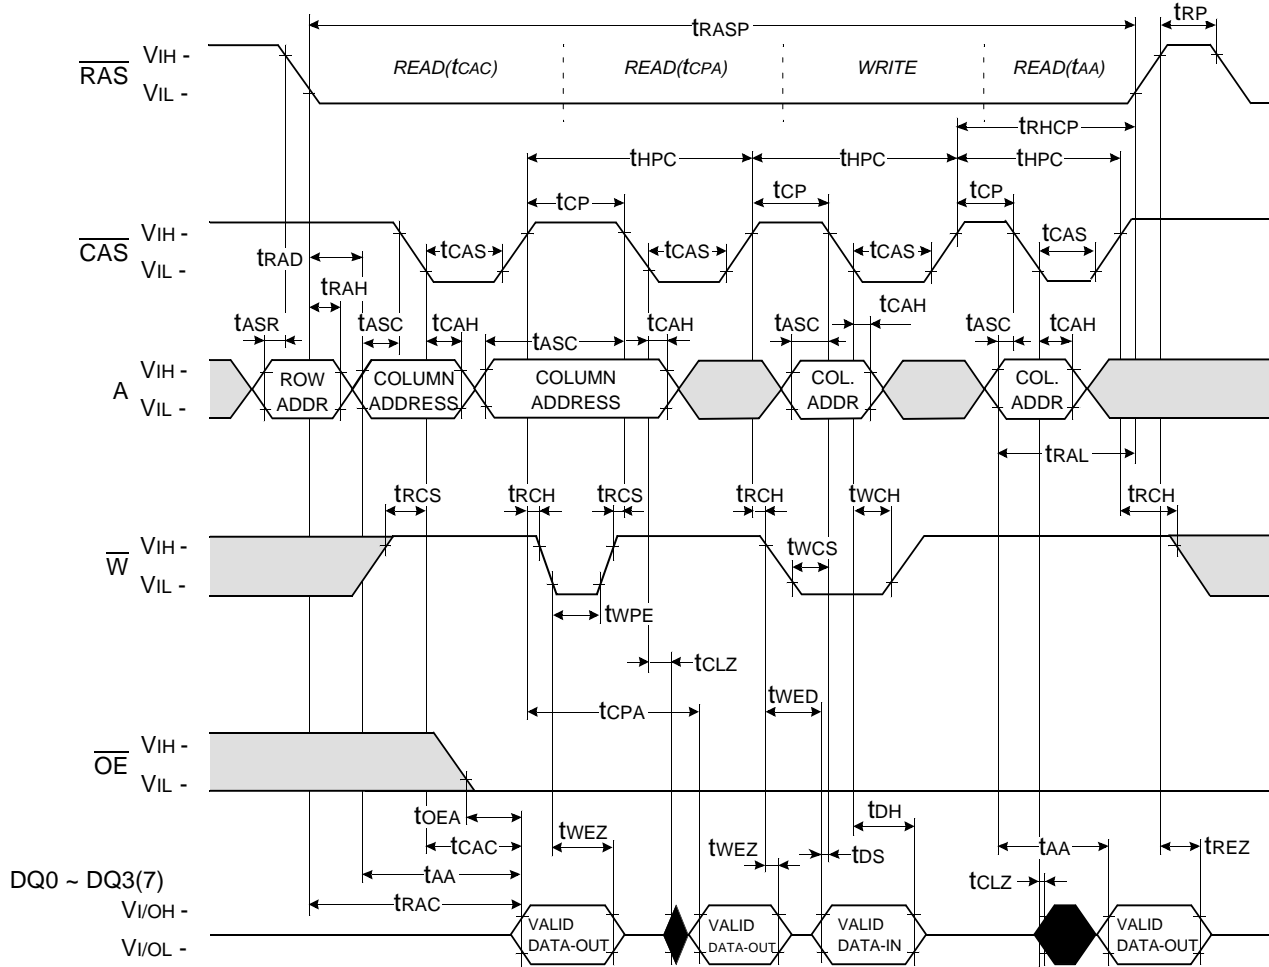 tRASP
tRP
RAS
VIH -
VIL -
READ(tCAC)
READ(tCPA)
WRITE
READ(tAA)
tRHCP
tHPC
tHPC
tHPC
tCP
tCP
tCP
CAS
VIH -
VIL -
tCAS
tCAS
tCAS
tCAS
tRAD
tRAH
tASR
tASC
tCAH
tASC
tCAH
tASC
tCAH
tASC
tCAH
A
VIH -
VIL -
ROW
ADDR
COLUMN
ADDRESS
COLUMN
ADDRESS
COL.
ADDR
COL.
ADDR
tRAL
tRCS
tRCH
tRCS
tRCH
tWCH
tRCH
W
VIH -
VIL -
tWCS
tWPE
tCLZ
tCPA
tWED
OE
VIH -
VIL -
tOEA
tCAC
tAA
tRAC
tWEZ
tWEZ
tDH
tDS
tAA
tREZ
tCLZ
DQ0 ~ DQ3(7)
VI/OH -
VI/OL -
VALID
DATA-OUT
VALID
DATA-OUT
VALID
DATA-IN
VALID
DATA-OUT